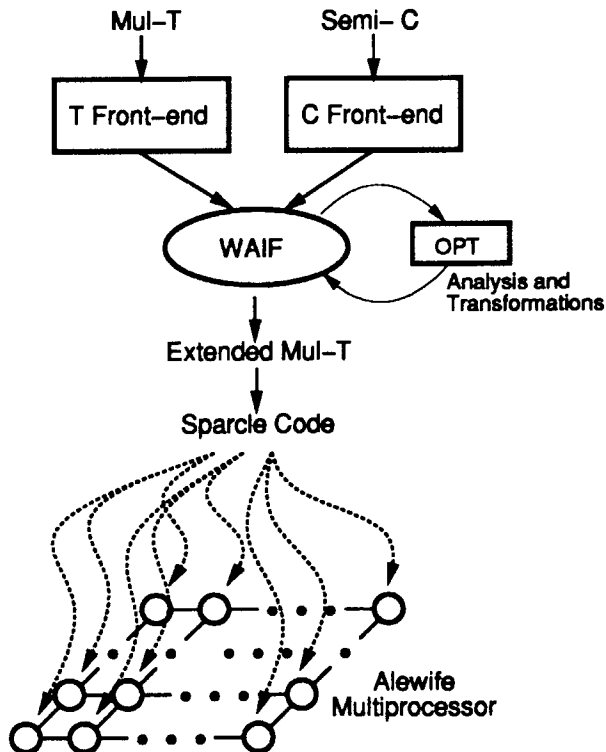 Mul-T
Semi-C
T Front-end
C Front-end
WAIF
OPT
Analysis and
Transformations
Extended Mul-T
Sparcle Code
Alewife
Multiprocessor